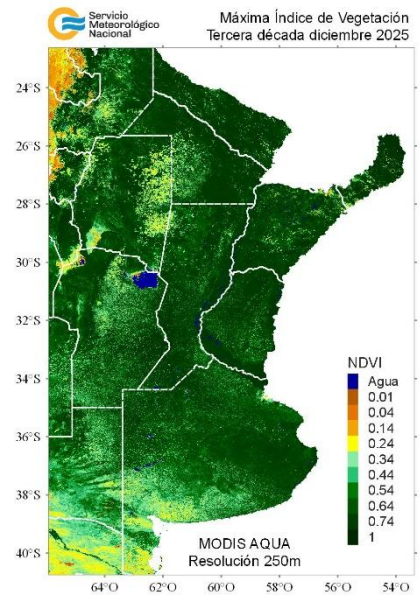 Servicio
Meteorológico
Nacional
Máxima Índice de Vegetación
Tercera década diciembre 2025
24°S
26°S
28°S
30°S
32°S
34°S
36°S
38°S
40°S
NDVI
Agua
0.01
0.04
0.14
0.24
0.34
0.44
0.54
0.64
0.74
1
MODIS AQUA
Resolución 250m
64°O
62°O
60°O
58°O
56°O
54°O